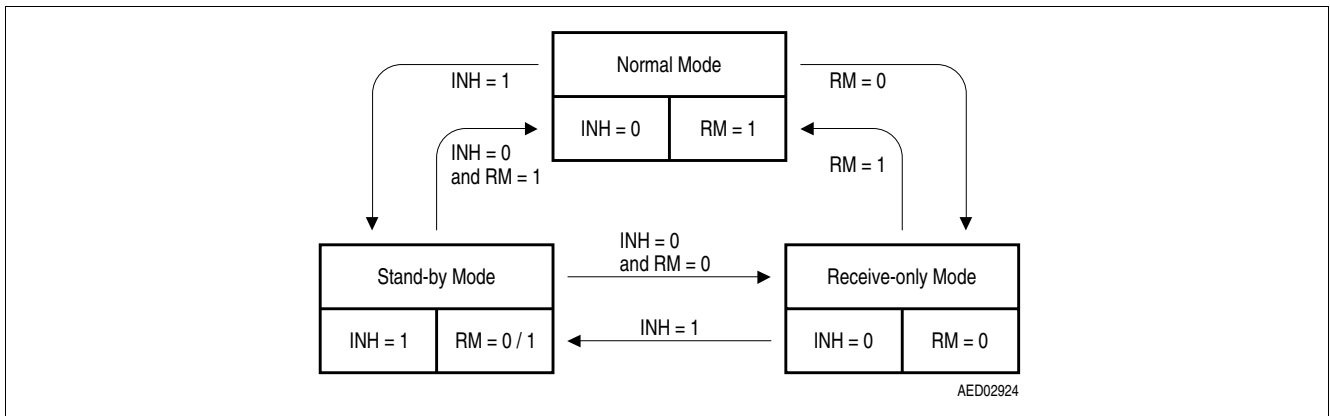 Normal Mode
INH = 0
RM = 1
INH = 1
RM = 0
INH = 0
and RM = 1
RM = 1
INH = 0
and RM = 0
INH = 1
Stand-by Mode
INH = 1
RM = 0 / 1
Receive-only Mode
INH = 0
RM = 0
AED02924